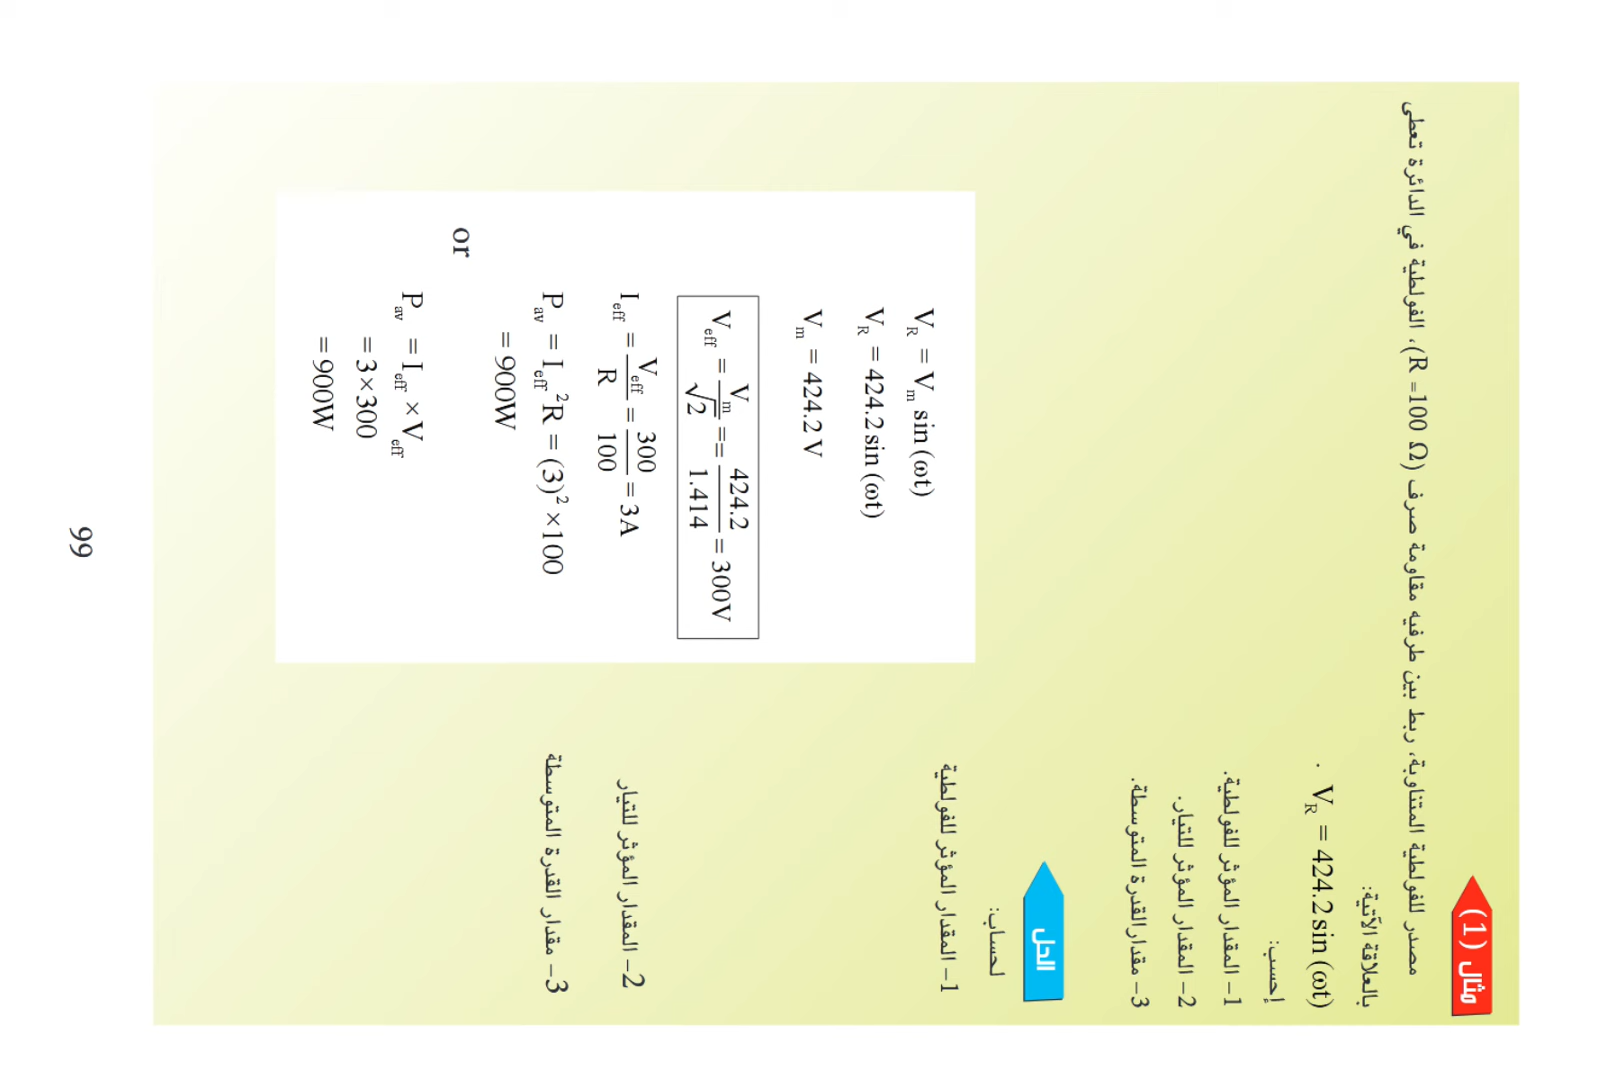 مثال (1)
مصدر للفولطية المتناوبة، ربط بين طرفيه مقاومة صرف (R =100 Ω)، الفولطية في الدائرة تعطى
بالعلاقة الآتية:
V_R = 424.2 sin (ωt) .
إحسب:
1- المقدار المؤثر للفولطية.
2- المقدار المؤثر للتيار.
3- مقدارالقدرة المتوسطة.
الحل
لحساب:
1- المقدار المؤثر للفولطية
V_R = V_m sin (ωt)
V_R = 424.2 sin (ωt)
V_m = 424.2 V
V_eff = V_m / √2 == 424.2 / 1.414 = 300V
2- المقدار المؤثر للتيار
I_eff = V_eff / R = 300 / 100 = 3A
3- مقدار القدرة المتوسطة
P_av = I_eff² R = (3)² ×100
= 900W
or
P_av = I_eff × V_eff
= 3×300
= 900W
99